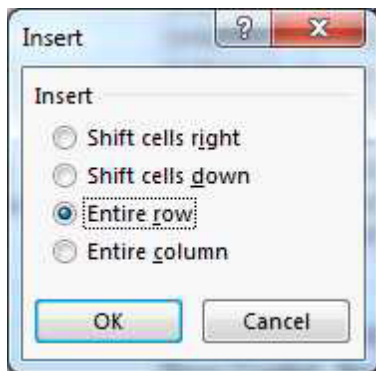 Insert
Insert
Shift cells right
Shift cells down
Entire row
Entire column
OK
Cancel